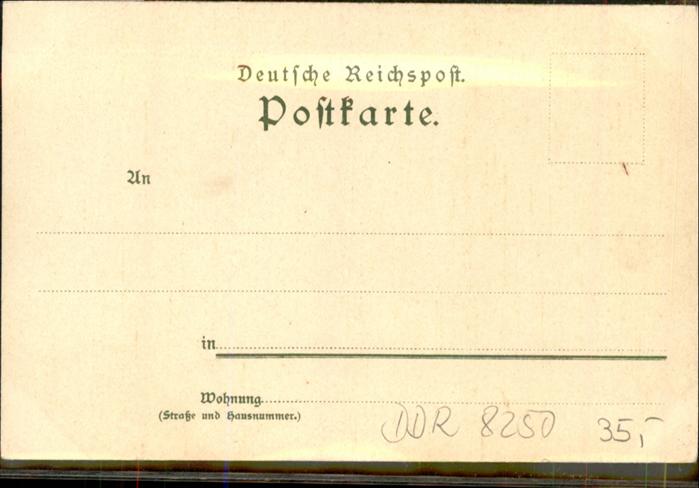 Deutſche Reichspoſt.
Poſtkarte.
An
in
Wohnung
(Straße und Hausnummer.)
DDR 8250 35,-